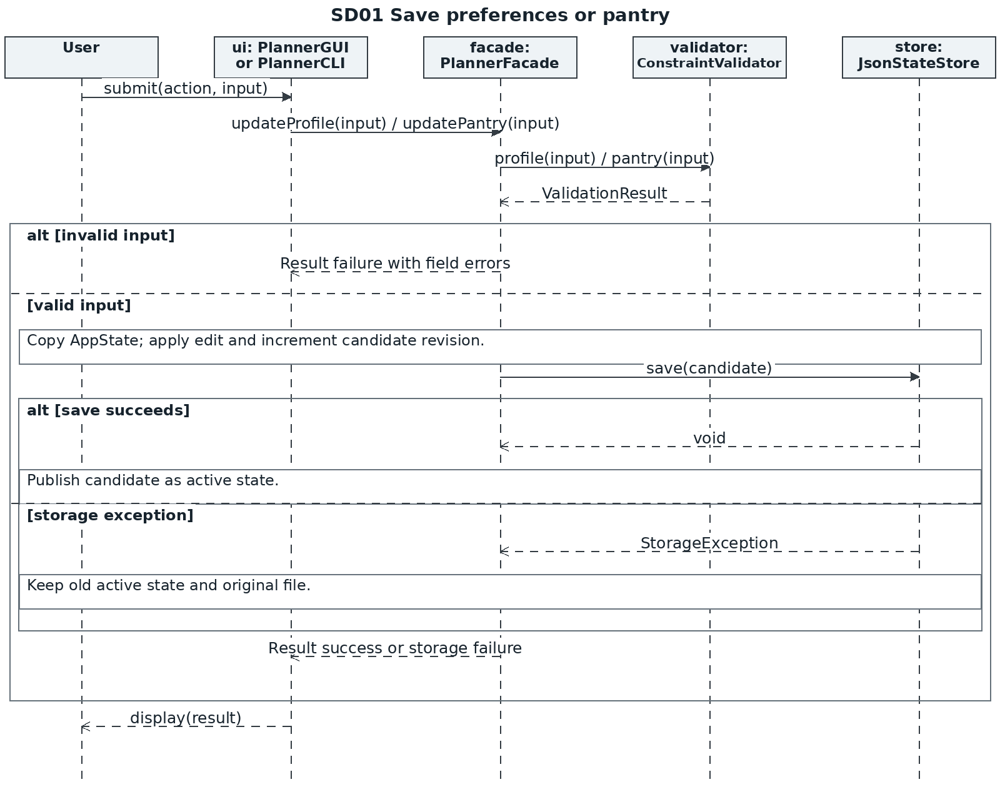 SD01 Save preferences or pantry
User
ui: PlannerGUI
or PlannerCLI
facade:
PlannerFacade
validator:
ConstraintValidator
store:
JsonStateStore
submit(action, input)
updateProfile(input) / updatePantry(input)
profile(input) / pantry(input)
ValidationResult
alt [invalid input]
Result failure with field errors
[valid input]
Copy AppState; apply edit and increment candidate revision.
save(candidate)
alt [save succeeds]
void
Publish candidate as active state.
[storage exception]
StorageException
Keep old active state and original file.
Result success or storage failure
display(result)